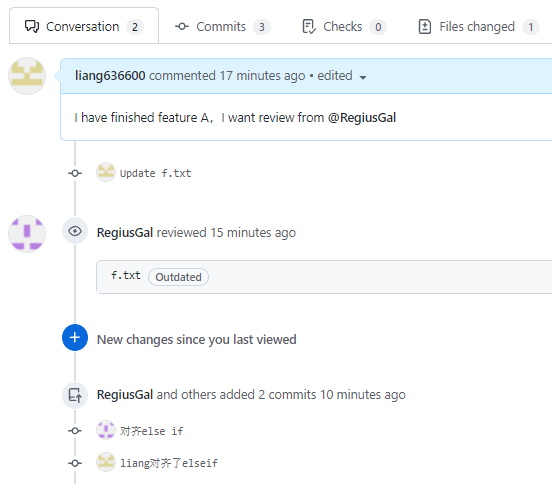 Conversation 2 Commits 3 Checks 0 Files changed 1
liang636600 commented 17 minutes ago • edited
I have finished feature A，I want review from @RegiusGal
Update f.txt
RegiusGal reviewed 15 minutes ago
f.txt Outdated
New changes since you last viewed
RegiusGal and others added 2 commits 10 minutes ago
对齐else if
liang对齐了elseif